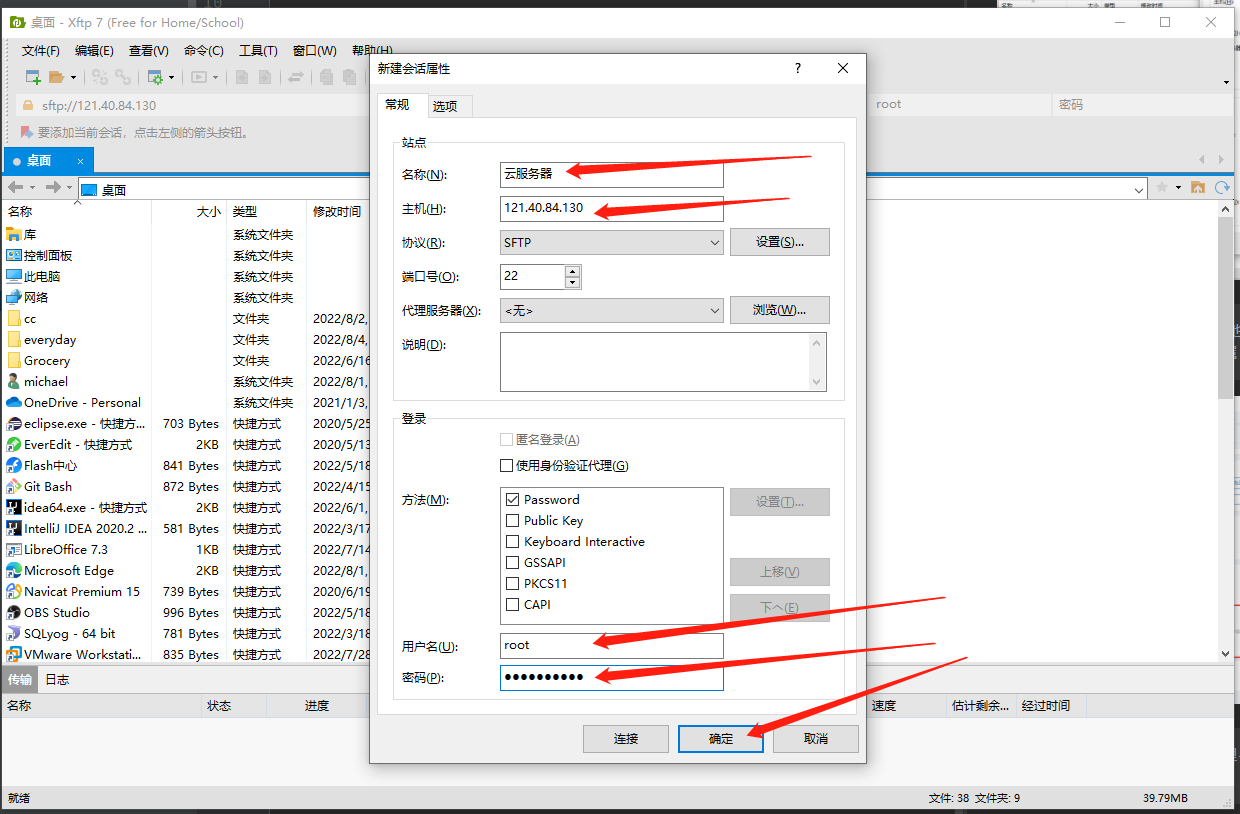 桌面 - Xftp 7 (Free for Home/School)
文件(F) 编辑(E) 查看(V) 命令(C) 工具(T) 窗口(W) 帮助(H)
sftp://121.40.84.130 root 密码
要添加当前会话，点击左侧的箭头按钮。
桌面 ×
桌面
名称 大小 类型 修改时间
库 系统文件夹
控制面板 系统文件夹
此电脑 系统文件夹
网络 系统文件夹
cc 文件夹 2022/8/2,
everyday 文件夹 2022/8/4,
Grocery 文件夹 2022/6/16
michael 系统文件夹 2022/8/1,
OneDrive - Personal 系统文件夹 2021/1/3,
eclipse.exe - 快捷方... 703 Bytes 快捷方式 2020/5/25
EverEdit - 快捷方式 2KB 快捷方式 2020/5/13
Flash中心 841 Bytes 快捷方式 2022/5/18
Git Bash 872 Bytes 快捷方式 2022/4/15
idea64.exe - 快捷方式 2KB 快捷方式 2022/6/1,
IntelliJ IDEA 2020.2 ... 581 Bytes 快捷方式 2022/3/17
LibreOffice 7.3 1KB 快捷方式 2022/7/14
Microsoft Edge 2KB 快捷方式 2022/8/1,
Navicat Premium 15 739 Bytes 快捷方式 2020/6/19
OBS Studio 996 Bytes 快捷方式 2022/5/18
SQLyog - 64 bit 781 Bytes 快捷方式 2022/3/18
VMware Workstati... 835 Bytes 快捷方式 2022/7/28
新建会话属性 ?
常规 选项
站点
名称(N): 云服务器
主机(H): 121.40.84.130
协议(R): SFTP 设置(S)...
端口号(O): 22
代理服务器(X): <无> 浏览(W)...
说明(D):
登录
匿名登录(A)
使用身份验证代理(G)
方法(M): Password 设置(T)...
Public Key
Keyboard Interactive
GSSAPI 上移(V)
PKCS11
CAPI (E)
用户名(U): root
密码(P): ●●●●●●●●●●
连接 确定 取消
传输 日志
名称 状态 进度 速度 估计剩余... 经过时间
就绪 文件: 38 文件夹: 9 39.79MB